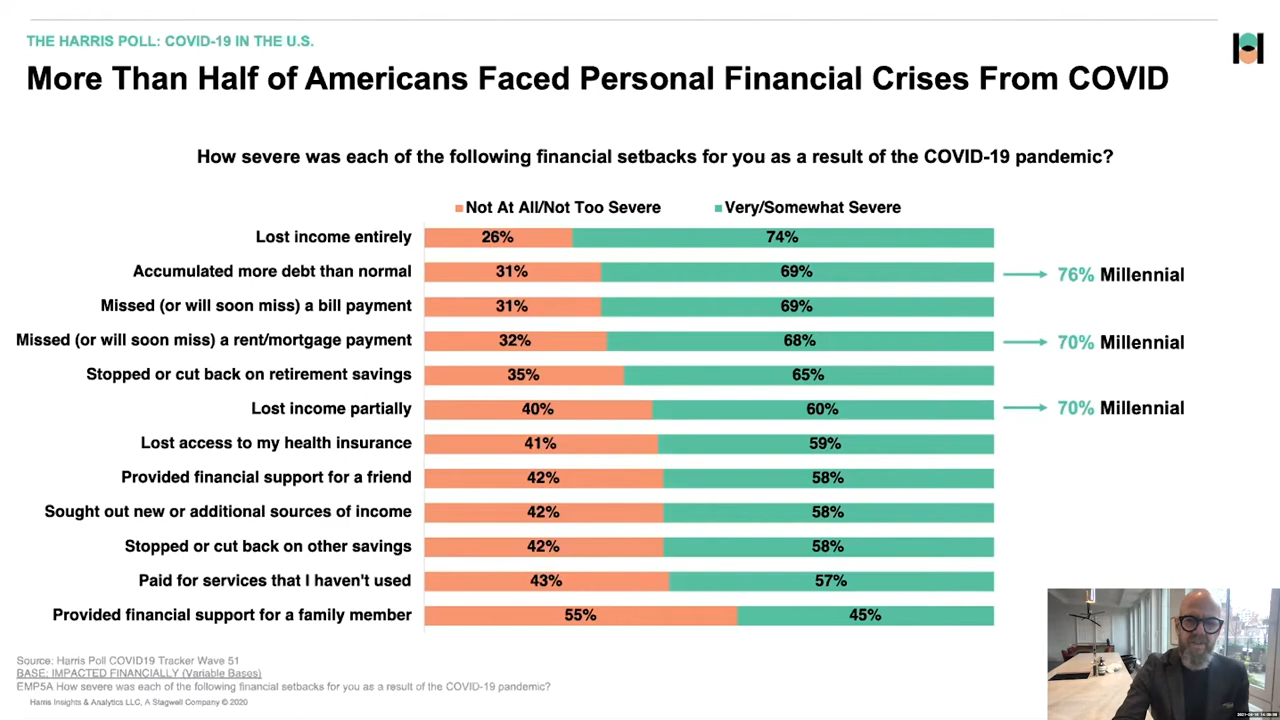 THE HARRIS POLL: COVID-19 IN THE U.S.
More Than Half of Americans Faced Personal Financial Crises From COVID
How severe was each of the following financial setbacks for you as a result of the COVID-19 pandemic?
Not At All/Not Too Severe Very/Somewhat Severe
Lost income entirely 26% 74%
Accumulated more debt than normal 31% 69% 76% Millennial
Missed (or will soon miss) a bill payment 31% 69%
Missed (or will soon miss) a rent/mortgage payment 32% 68% 70% Millennial
Stopped or cut back on retirement savings 35% 65%
Lost income partially 40% 60% 70% Millennial
Lost access to my health insurance 41% 59%
Provided financial support for a friend 42% 58%
Sought out new or additional sources of income 42% 58%
Stopped or cut back on other savings 42% 58%
Paid for services that I haven't used 43% 57%
Provided financial support for a family member 55% 45%
Source: Harris Poll COVID19 Tracker Wave 51
BASE: IMPACTED FINANCIALLY (Variable Bases)
EMP5A How severe was each of the following financial setbacks for you as a result of the COVID-19 pandemic?
Harris Insights & Analytics LLC, A Stagwell Company © 2020